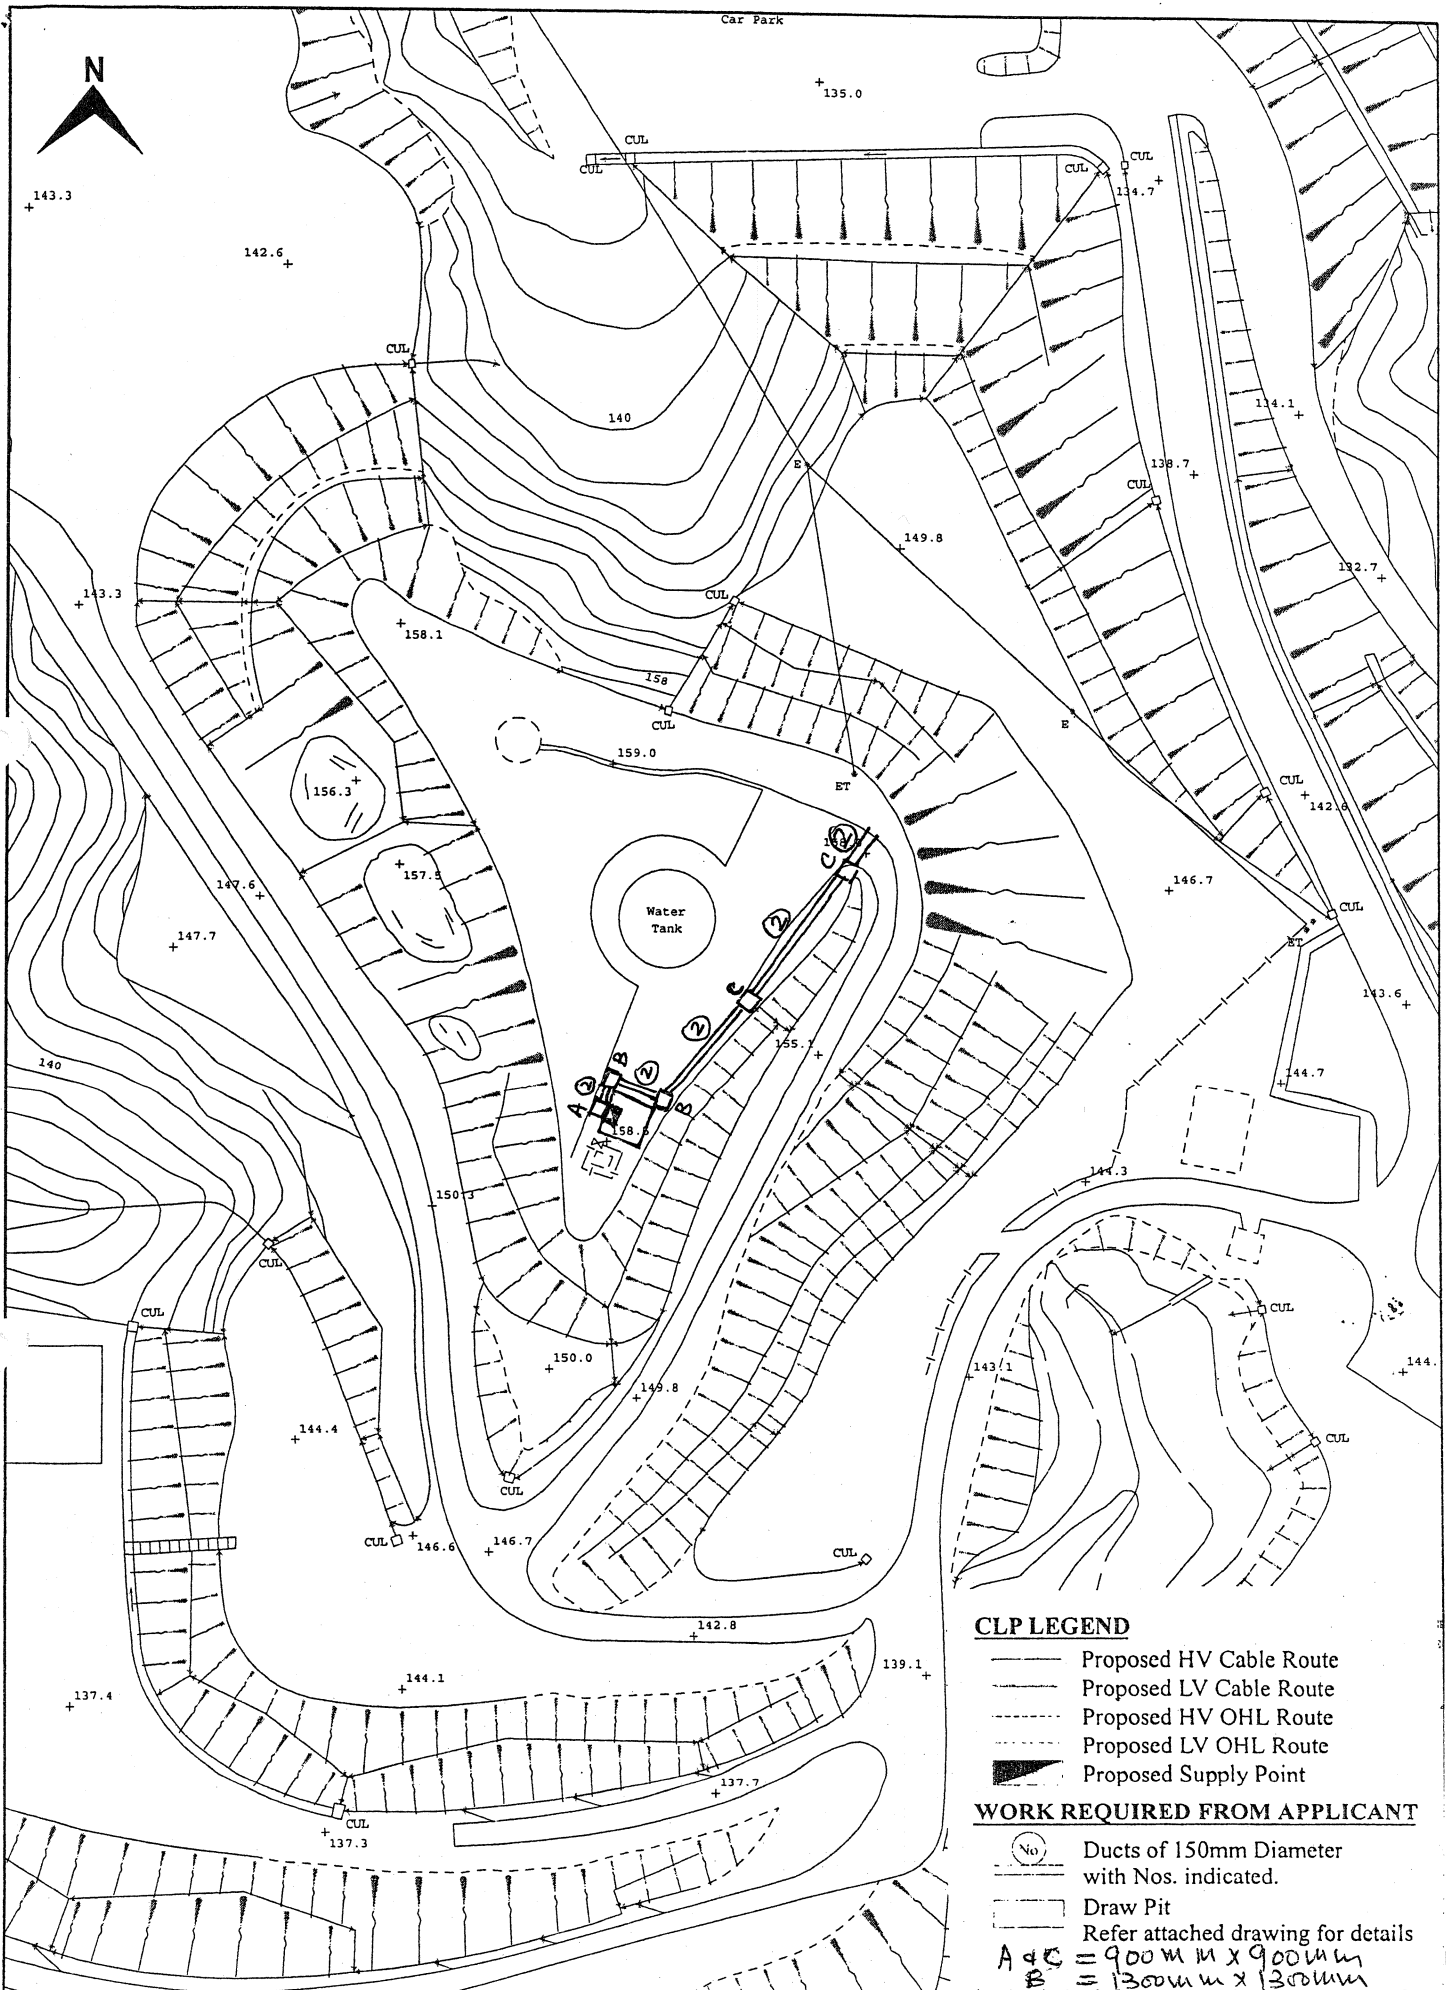 Car Park
N
135.0
CUL
CUL
CUL
CUL
134.7
143.3
142.6
CUL
140
134.1
E
138.7
CUL
149.8
132.7
143.3
CUL
158.1
158
CUL
E
159.0
ET
CUL
156.3
142.6
2
C
157.5
147.6
146.7
Water
Tank
2
CUL
147.7
ET
C
143.6
2
155.1
140
B
2
144.7
2
A
B
158.5
144.3
150.3
CUL
CUL
CUL
150.0
143.1
144.
149.8
144.4
CUL
CUL
CUL
146.6
146.7
CUL
142.8
139.1
144.1
137.4
137.7
CUL
137.3
CLP LEGEND
Proposed HV Cable Route
Proposed LV Cable Route
Proposed HV OHL Route
Proposed LV OHL Route
Proposed Supply Point
WORK REQUIRED FROM APPLICANT
No Ducts of 150mm Diameter
with Nos. indicated.
Draw Pit
Refer attached drawing for details
A & C = 900mm x 900mm
B = 1300mm x 1300mm